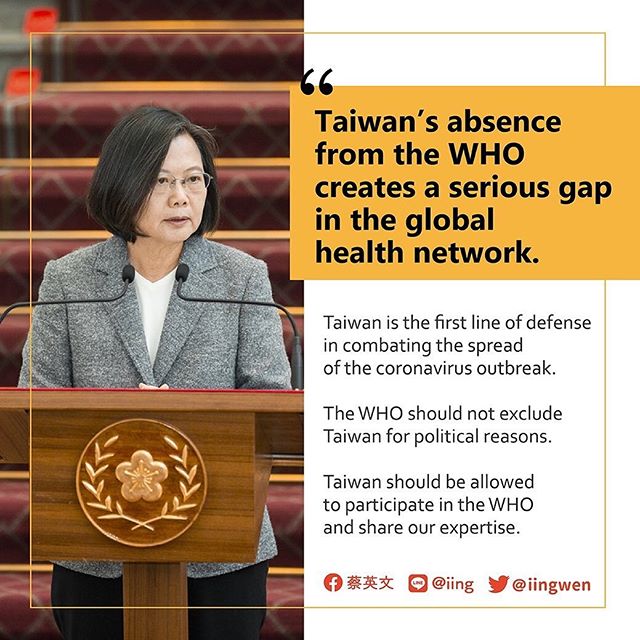 “
Taiwan’s absence
from the WHO
creates a serious gap
in the global
health network.
Taiwan is the first line of defense
in combating the spread
of the coronavirus outbreak.
The WHO should not exclude
Taiwan for political reasons.
Taiwan should be allowed
to participate in the WHO
and share our expertise.
蔡英文 LINE @iing @iingwen